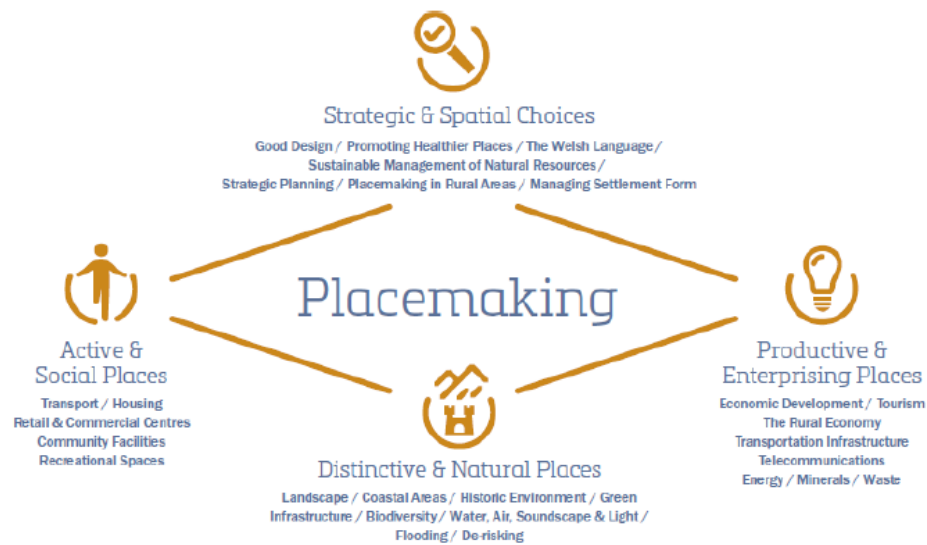 Strategic & Spatial Choices
Good Design / Promoting Healthier Places / The Welsh Language /
Sustainable Management of Natural Resources /
Strategic Planning / Placemaking in Rural Areas / Managing Settlement Form
Placemaking
Active &
Social Places
Transport / Housing
Retail & Commercial Centres
Community Facilities
Recreational Spaces
Productive &
Enterprising Places
Economic Development / Tourism
The Rural Economy
Transportation Infrastructure
Telecommunications
Energy / Minerals / Waste
Distinctive & Natural Places
Landscape / Coastal Areas / Historic Environment / Green
Infrastructure / Biodiversity / Water, Air, Soundscape & Light /
Flooding / De-risking